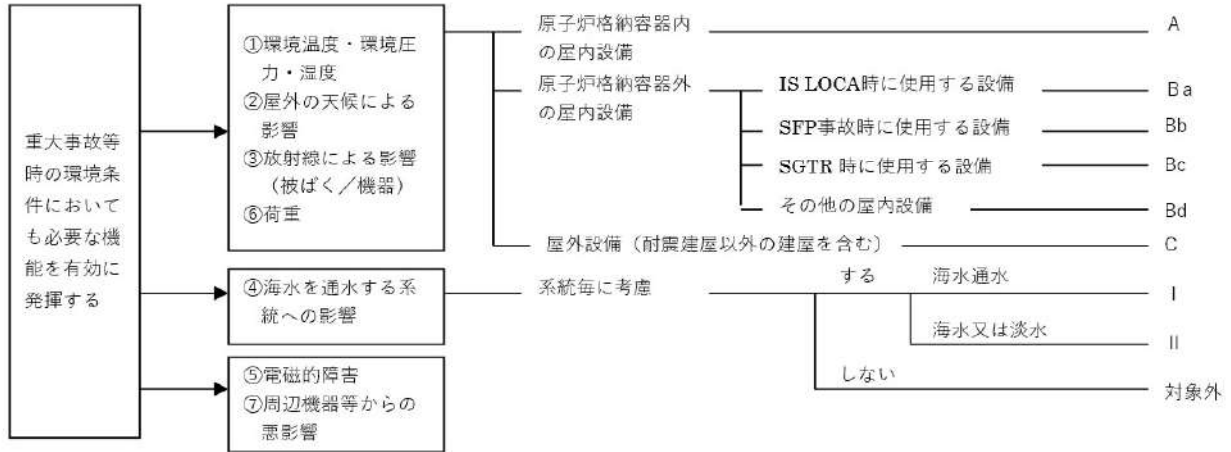 重大事故等
時の環境条
件において
も必要な機
能を有効に
発揮する
①環境温度・環境圧
力・湿度
②屋外の天候による
影響
③放射線による影響
（被ばく／機器）
⑥荷重
④海水を通水する系
統への影響
⑤電磁的障害
⑦周辺機器等からの
悪影響
原子炉格納容器内
の屋内設備
A
原子炉格納容器外
の屋内設備
IS LOCA時に使用する設備
Ba
SFP事故時に使用する設備
Bb
SGTR 時に使用する設備
Bc
その他の屋内設備
Bd
屋外設備（耐震建屋以外の建屋を含む）
C
系統毎に考慮
する
海水通水
I
海水又は淡水
II
しない
対象外